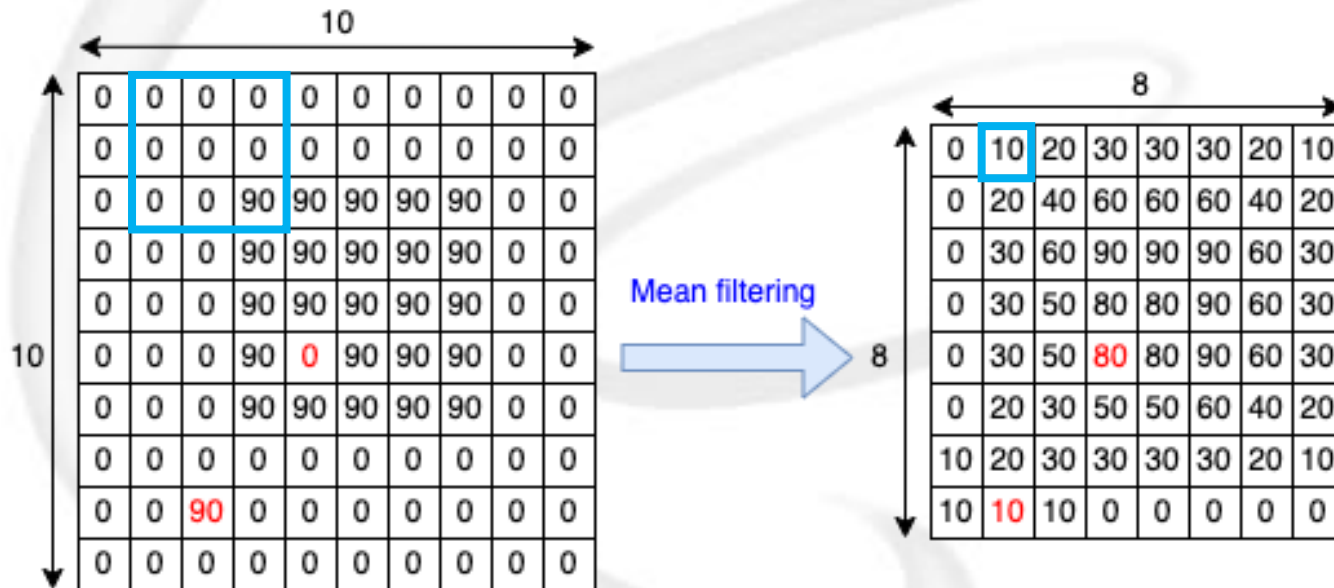 10
8
0 0 0 0 0 0 0 0 0 0
0 0 0 0 0 0 0 0 0 0
0 0 0 90 90 90 90 90 0 0
0 0 0 90 90 90 90 90 0 0
0 0 0 90 90 90 90 90 0 0
10
0 0 0 90 0 90 90 90 0 0
0 0 0 90 90 90 90 90 0 0
0 0 0 0 0 0 0 0 0 0
0 0 90 0 0 0 0 0 0 0
0 0 0 0 0 0 0 0 0 0
Mean filtering
8
0 10 20 30 30 30 20 10
0 20 40 60 60 60 40 20
0 30 60 90 90 90 60 30
0 30 50 80 80 90 60 30
0 30 50 80 80 90 60 30
0 20 30 50 50 60 40 20
10 20 30 30 30 30 20 10
10 10 10 0 0 0 0 0